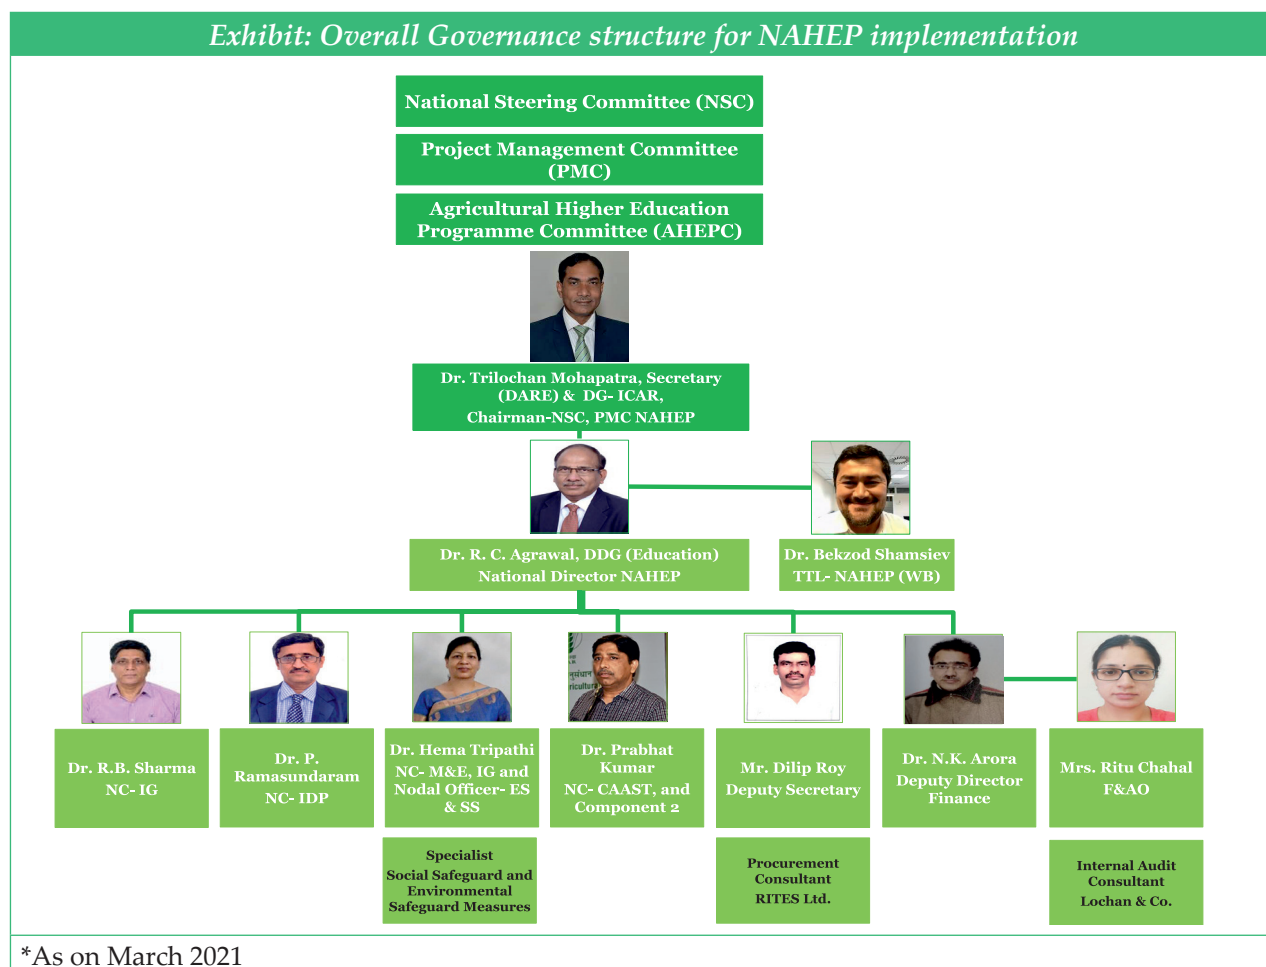 Exhibit: Overall Governance structure for NAHEP implementation
National Steering Committee (NSC)
Project Management Committee
(PMC)
Agricultural Higher Education
Programme Committee (AHEPC)
Dr. Trilochan Mohapatra, Secretary
(DARE) & DG- ICAR,
Chairman-NSC, PMC NAHEP
Dr. R. C. Agrawal, DDG (Education)
National Director NAHEP
Dr. Bekzod Shamsiev
TTL- NAHEP (WB)
Dr. R.B. Sharma
NC- IG
Dr. P.
Ramasundaram
NC- IDP
Dr. Hema Tripathi
NC- M&E, IG and
Nodal Officer- ES
& SS
नुसंधान
gricultur
Dr. Prabhat
Kumar
NC- CAAST, and
Component 2
Mr. Dilip Roy
Deputy Secretary
Dr. N.K. Arora
Deputy Director
Finance
Mrs. Ritu Chahal
F&AO
Specialist
Social Safeguard and
Environmental
Safeguard Measures
Procurement
Consultant
RITES Ltd.
Internal Audit
Consultant
Lochan & Co.
*As on March 2021